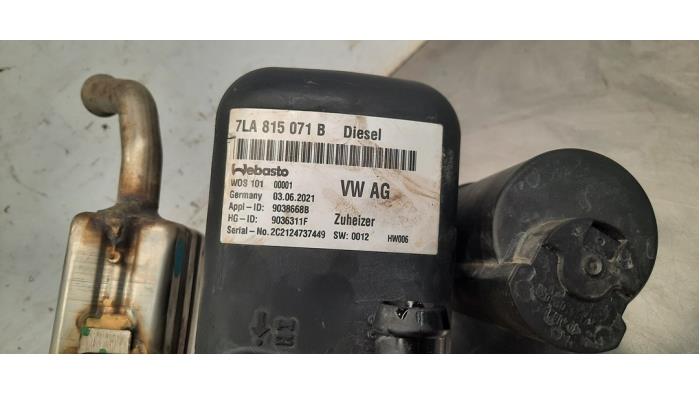 7LA 815 071 B Diesel
Webasto
WDS 101 00001 VW AG
Germany 03.06.2021
Appl-ID: 9038668B
HG-ID: 9036311F Zuheizer
Serial-No. 2C2124737449 SW: 0012 HW006